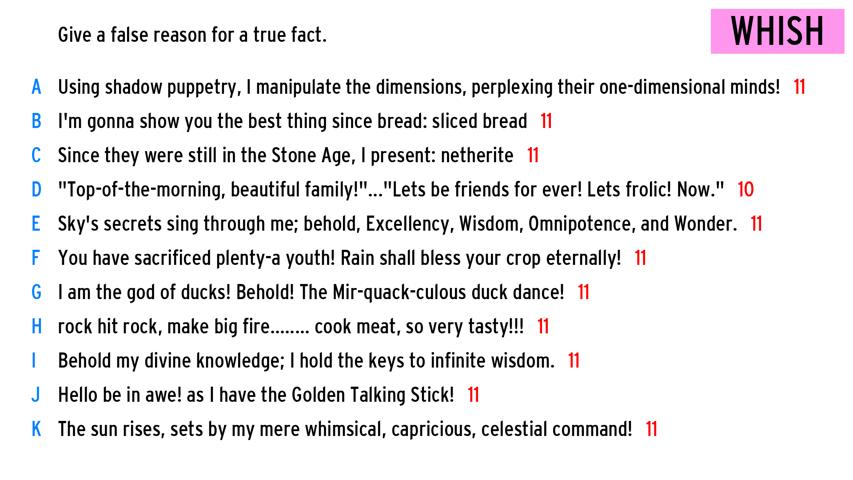 Give a false reason for a true fact.
WHISH
A Using shadow puppetry, I manipulate the dimensions, perplexing their one-dimensional minds! 11
B I'm gonna show you the best thing since bread: sliced bread 11
C Since they were still in the Stone Age, I present: netherite 11
D "Top-of-the-morning, beautiful family!"..."Lets be friends for ever! Lets frolic! Now." 10
E Sky's secrets sing through me; behold, Excellency, Wisdom, Omnipotence, and Wonder. 11
F You have sacrificed plenty-a youth! Rain shall bless your crop eternally! 11
G I am the god of ducks! Behold! The Mir-quack-culous duck dance! 11
H rock hit rock, make big fire........ cook meat, so very tasty!!! 11
I Behold my divine knowledge; I hold the keys to infinite wisdom. 11
J Hello be in awe! as I have the Golden Talking Stick! 11
K The sun rises, sets by my mere whimsical, capricious, celestial command! 11